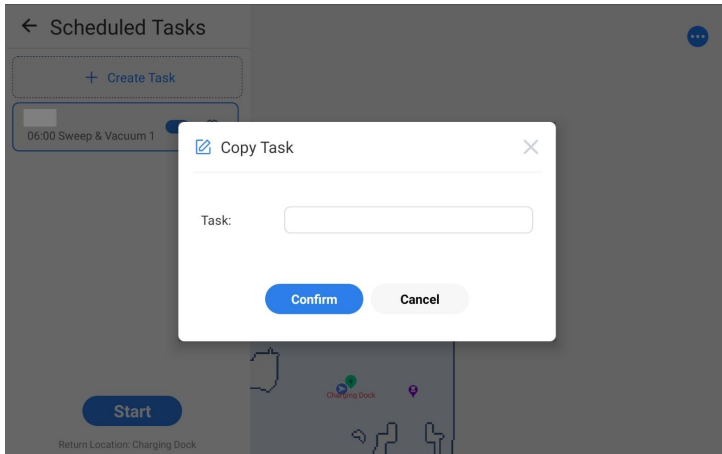 Scheduled Tasks
+ Create Task
06:00 Sweep & Vacuum 1
Copy Task
Task:
Confirm
Cancel
Charging Dock
Start
Return Location: Charging Dock